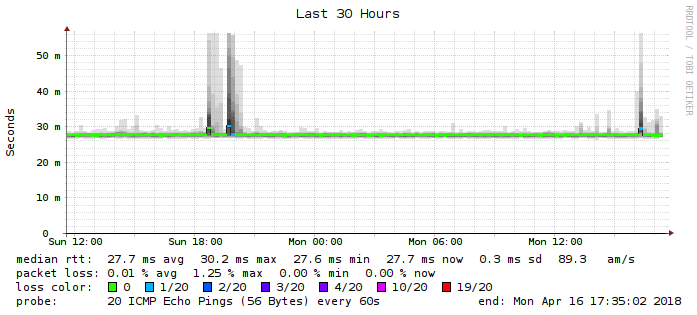 Last 30 Hours
RRDTOOL / TOBI OETIKER
Seconds
50 m
40 m
30 m
20 m
10 m
0
Sun 12:00 Sun 18:00 Mon 00:00 Mon 06:00 Mon 12:00
median rtt: 27.7 ms avg 30.2 ms max 27.6 ms min 27.7 ms now 0.3 ms sd 89.3 am/s
packet loss: 0.01 % avg 1.25 % max 0.00 % min 0.00 % now
loss color: 0 1/20 2/20 3/20 4/20 10/20 19/20
probe: 20 ICMP Echo Pings (56 Bytes) every 60s end: Mon Apr 16 17:35:02 2018